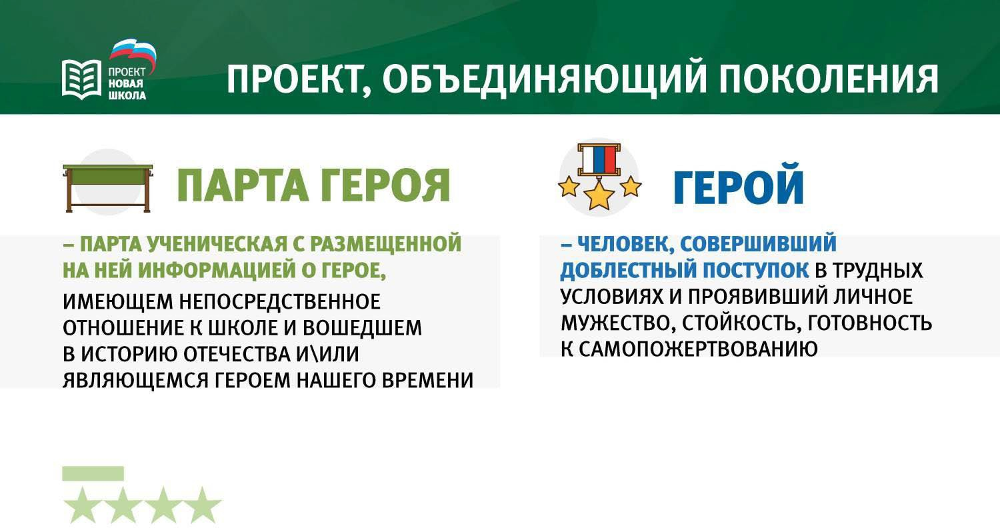 ПРОЕКТ
НОВАЯ
ШКОЛА
ПРОЕКТ, ОБЪЕДИНЯЮЩИЙ ПОКОЛЕНИЯ
ПАРТА ГЕРОЯ
– ПАРТА УЧЕНИЧЕСКАЯ С РАЗМЕЩЕННОЙ
НА НЕЙ ИНФОРМАЦИЕЙ О ГЕРОЕ,
ИМЕЮЩЕМ НЕПОСРЕДСТВЕННОЕ
ОТНОШЕНИЕ К ШКОЛЕ И ВОШЕДШЕМ
В ИСТОРИЮ ОТЕЧЕСТВА И\ИЛИ
ЯВЛЯЮЩЕМСЯ ГЕРОЕМ НАШЕГО ВРЕМЕНИ
ГЕРОЙ
– ЧЕЛОВЕК, СОВЕРШИВШИЙ
ДОБЛЕСТНЫЙ ПОСТУПОК В ТРУДНЫХ
УСЛОВИЯХ И ПРОЯВИВШИЙ ЛИЧНОЕ
МУЖЕСТВО, СТОЙКОСТЬ, ГОТОВНОСТЬ
К САМОПОЖЕРТВОВАНИЮ